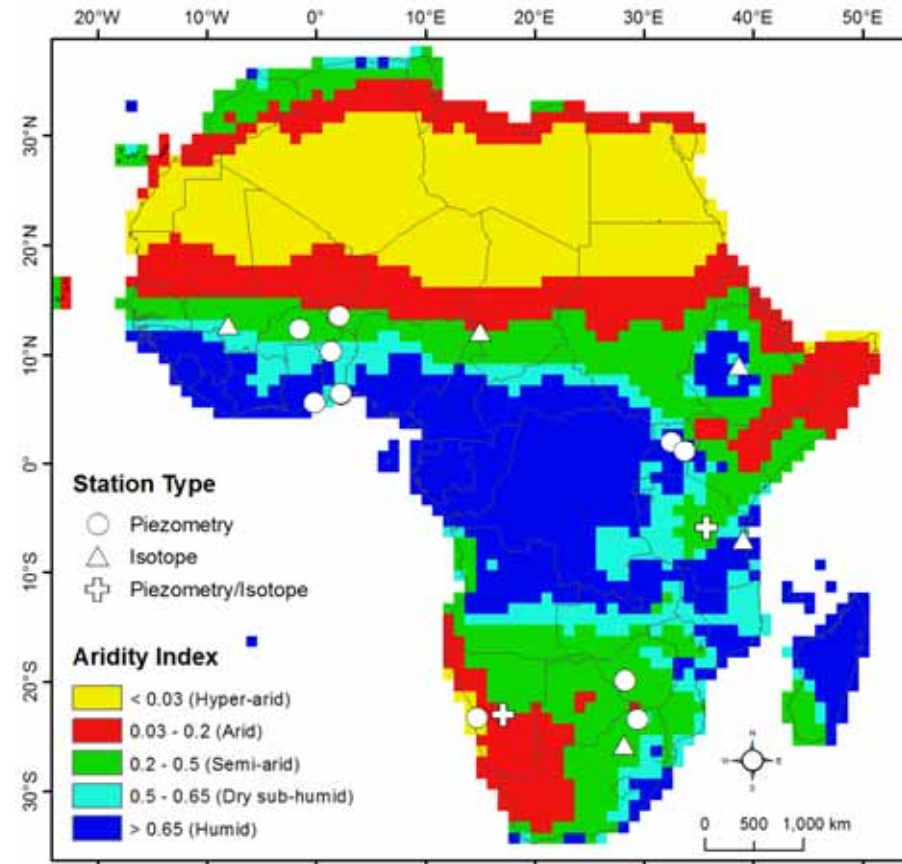 20°W 10°W 0° 10°E 20°E 30°E 40°E 50°E
30°N
20°N
10°N
0°
10°S
20°S
30°S
Station Type
Piezometry
Isotope
Piezometry/Isotope
Aridity Index
< 0.03 (Hyper-arid)
0.03 - 0.2 (Arid)
0.2 - 0.5 (Semi-arid)
0.5 - 0.65 (Dry sub-humid)
> 0.65 (Humid)
N
W E
S
0 500 1,000 km